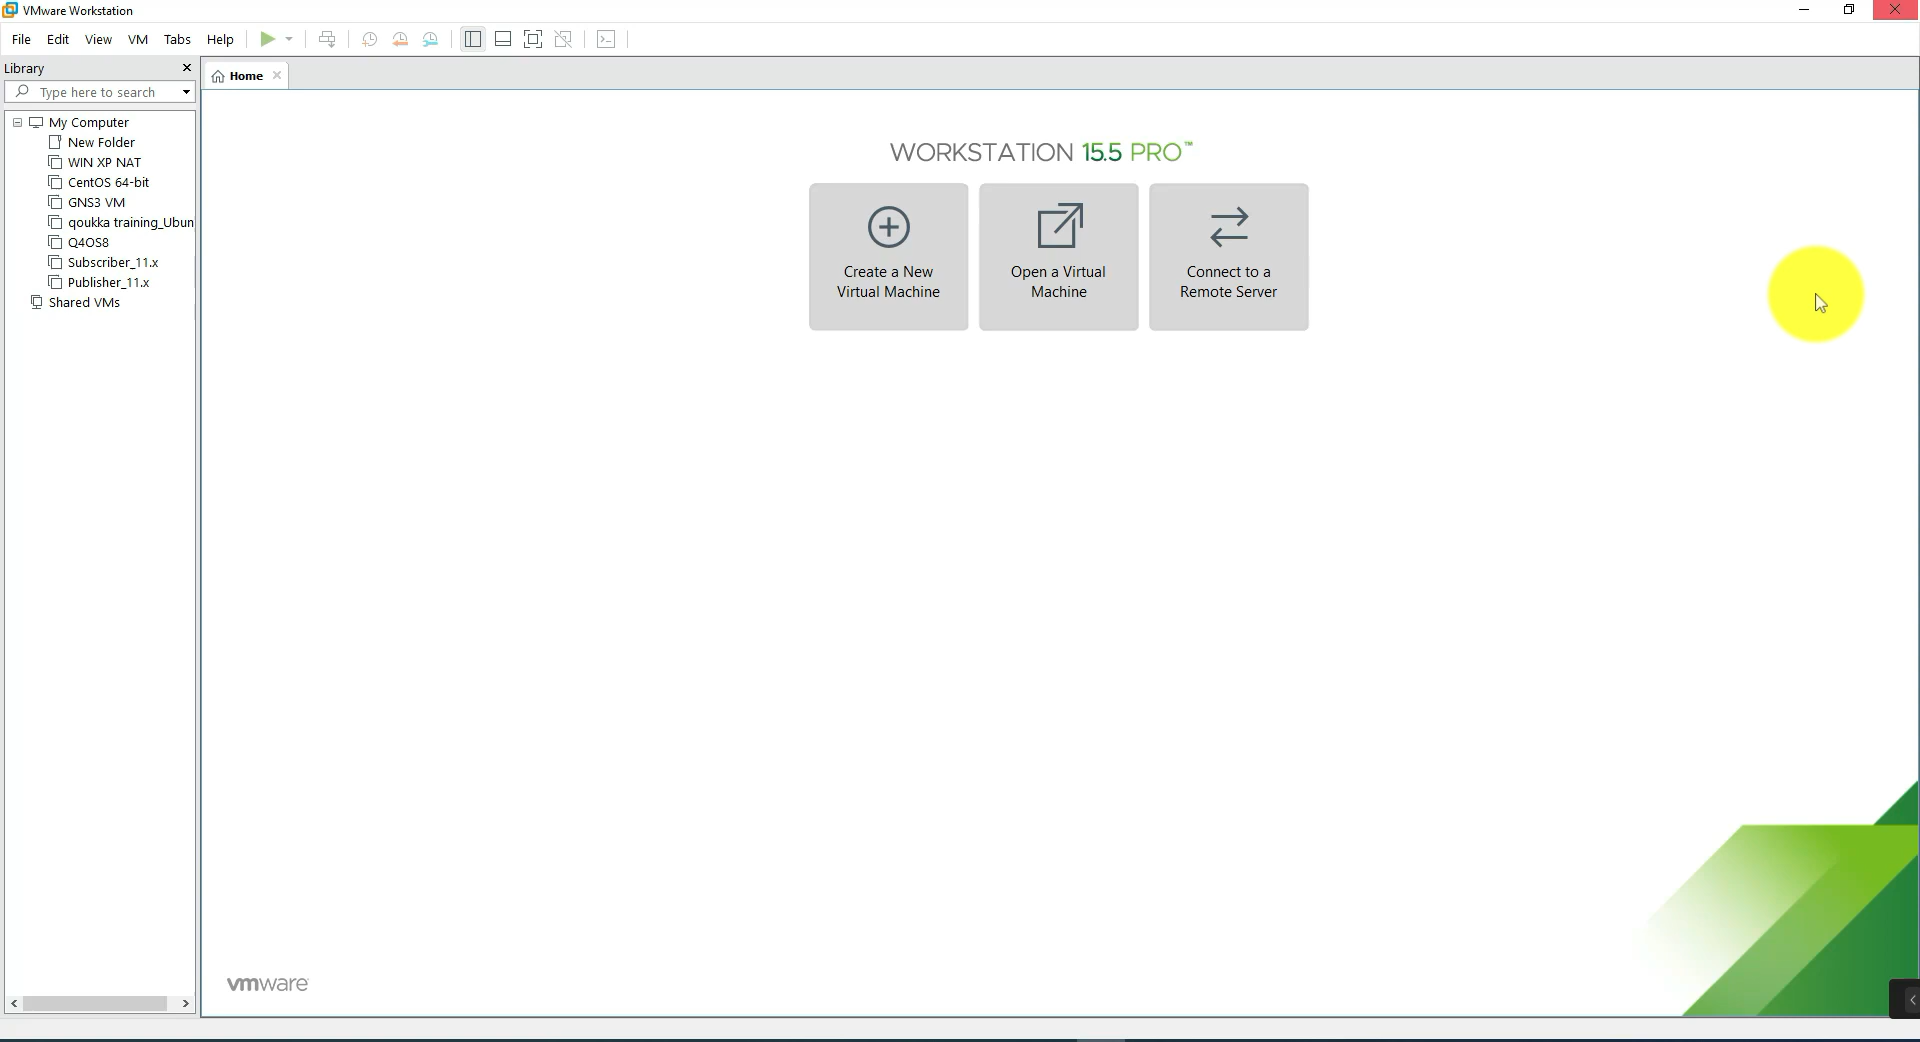 VMware Workstation
File Edit View VM Tabs Help
Library
Home
Type here to search
My Computer
New Folder
WIN XP NAT
CentOS 64-bit
GNS3 VM
qoukka training_Ubun
Q4OS8
Subscriber_11.x
Publisher_11.x
Shared VMs
WORKSTATION 15.5 PRO™
Create a New
Virtual Machine
Open a Virtual
Machine
Connect to a
Remote Server
vmware